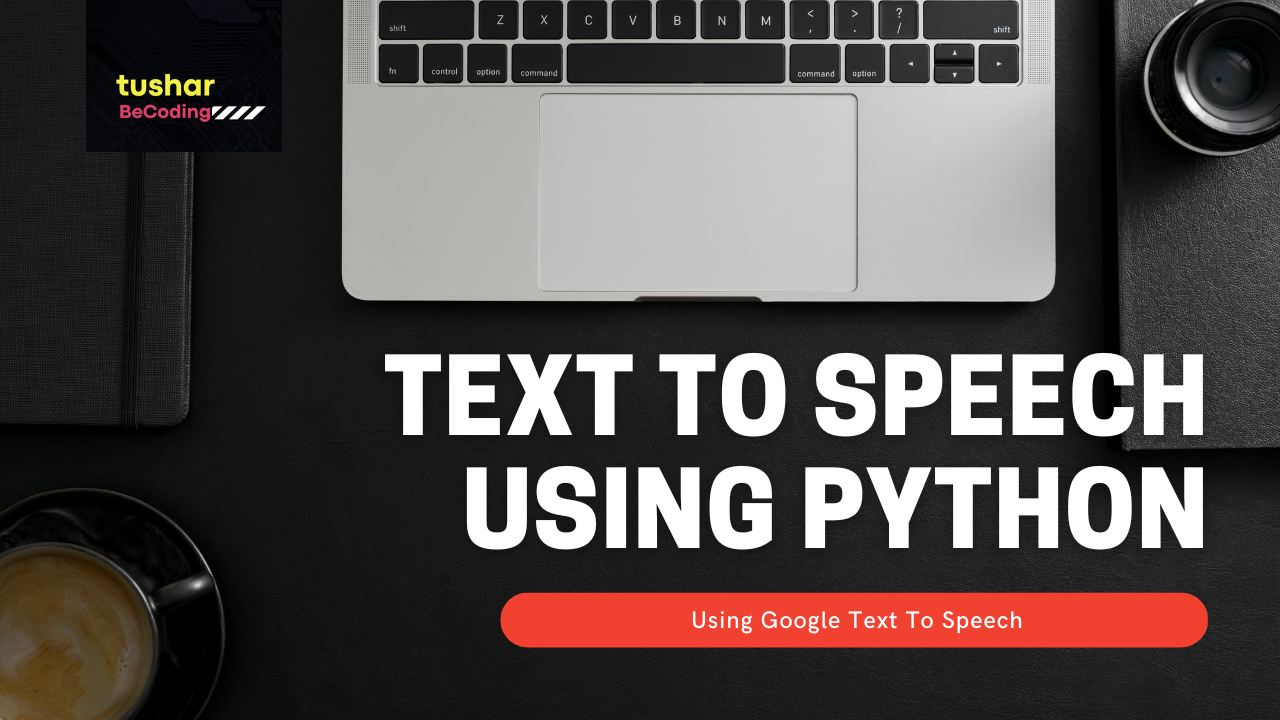 tushar
BeCoding
shift Z X C V B N M < , > . ? / shift
fn control option command command option
TEXT TO SPEECH
USING PYTHON
Using Google Text To Speech